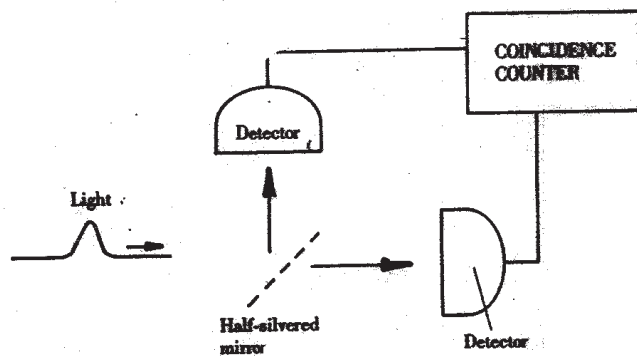 COINCIDENCE
COUNTER
Detector
Light
Half-silvered
mirror
Detector